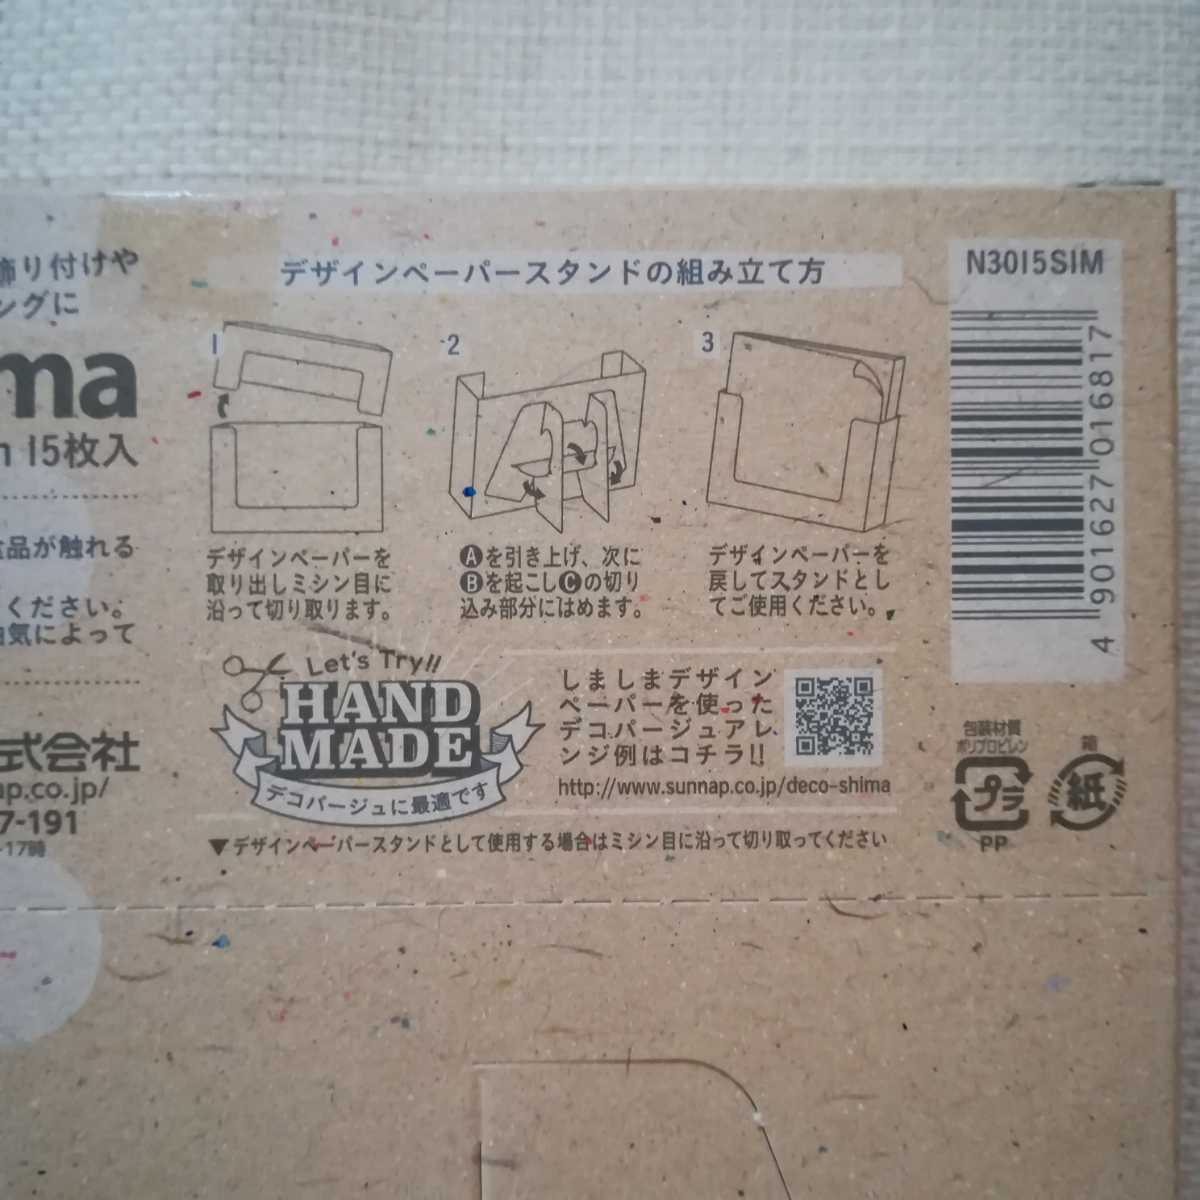 飾り付けや
ングに
ma
15枚入
食品が触れる
ください。
気によって
式会社
nap.co.jp/
7-191
-17時
デザインペーパースタンドの組み立て方
1
2
3
デザインペーパーを
取り出しミシン目に
沿って切り取ります。
Aを引き上げ、次に
Bを起こしCの切り
込み部分にはめます。
デザインペーパーを
戻してスタンドとし
てご使用ください。
Let's Try!!
HAND
MADE
デコパージュに最適です
しましまデザイン
ペーパーを使った
デコパージュアレ
ンジ例はコチラ!!
http://www.sunnap.co.jp/deco-shima
▼デザインペーパースタンドとして使用する場合はミシン目に沿って切り取ってください
N3015SIM
4 901627 016817
包装材質
ポリプロピレン
プラ
PP
箱
紙